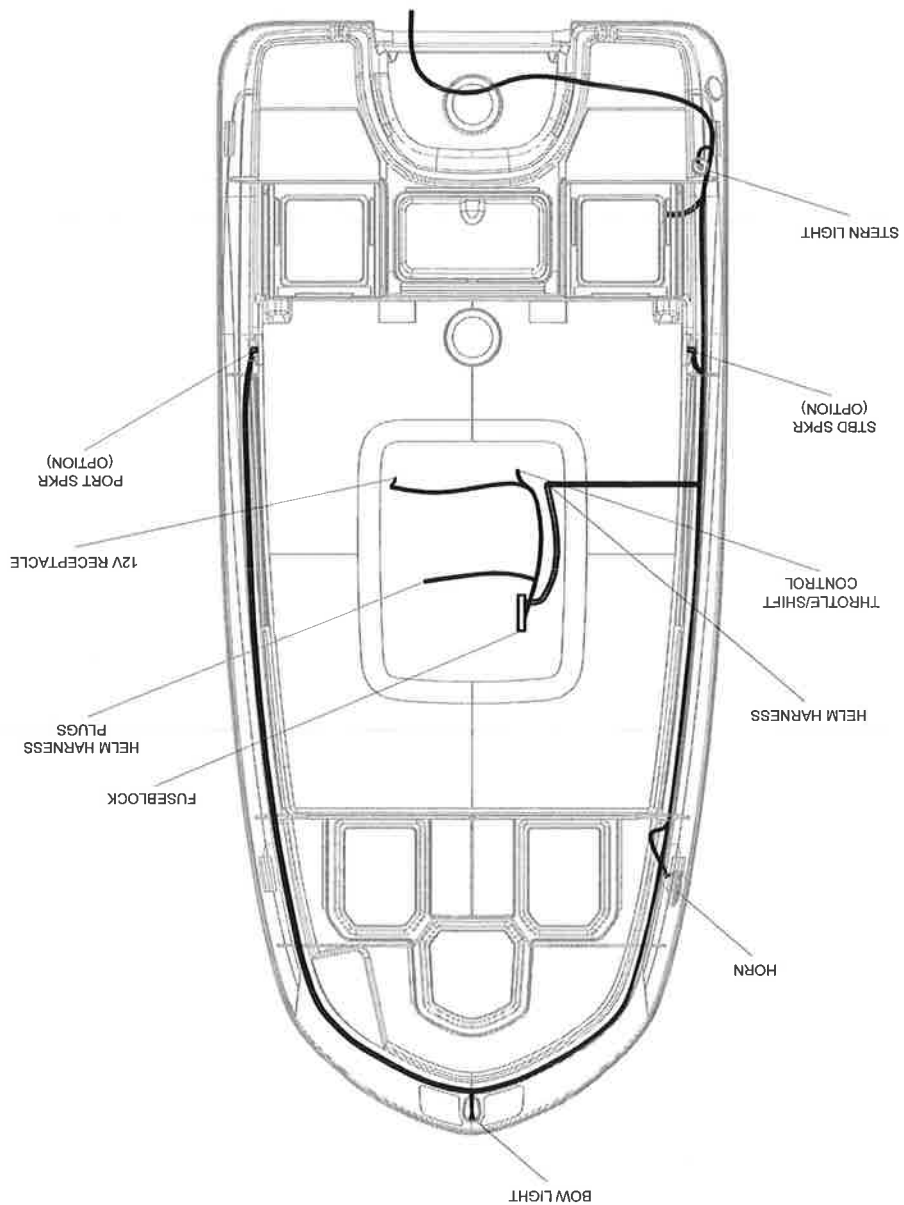 BOW LIGHT
HORN
FUSEBLOCK
HELM HARNESS
PLUGS
HELM HARNESS
THROTTLE/SHIFT
CONTROL
12V RECEPTACLE
PORT SPKR
(OPTION)
STBD SPKR
(OPTION)
STERN LIGHT